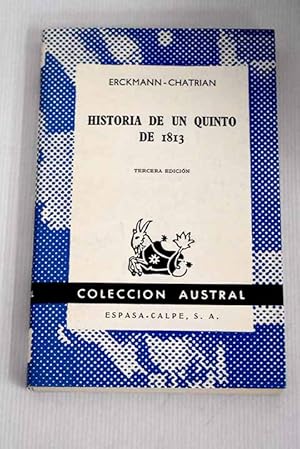 ERCKMANN-CHATRIAN
HISTORIA DE UN QUINTO
DE 1813
TERCERA EDICIÓN
COLECCION AUSTRAL
ESPASA-CALPE, S. A.